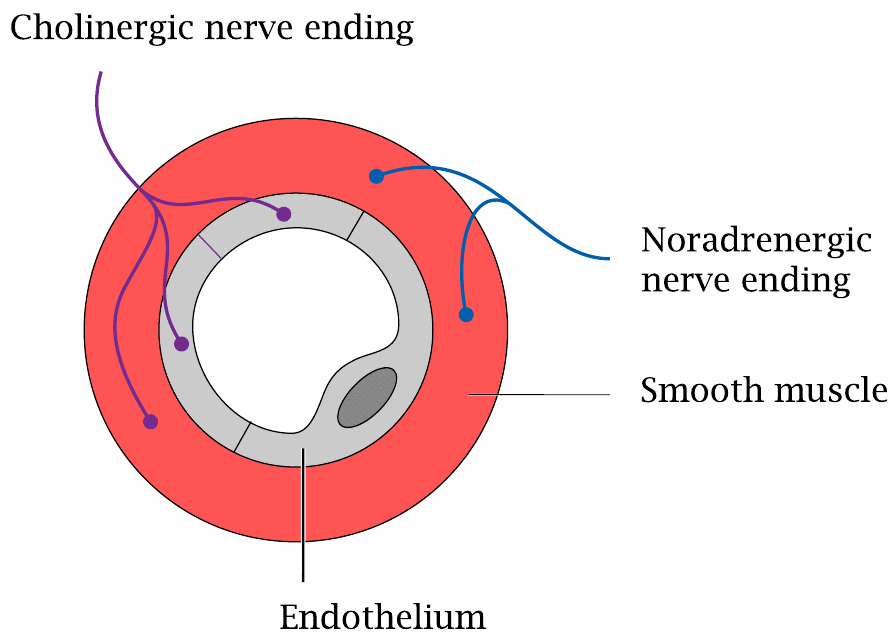 Cholinergic nerve ending
Noradrenergic
nerve ending
Smooth muscle
Endothelium